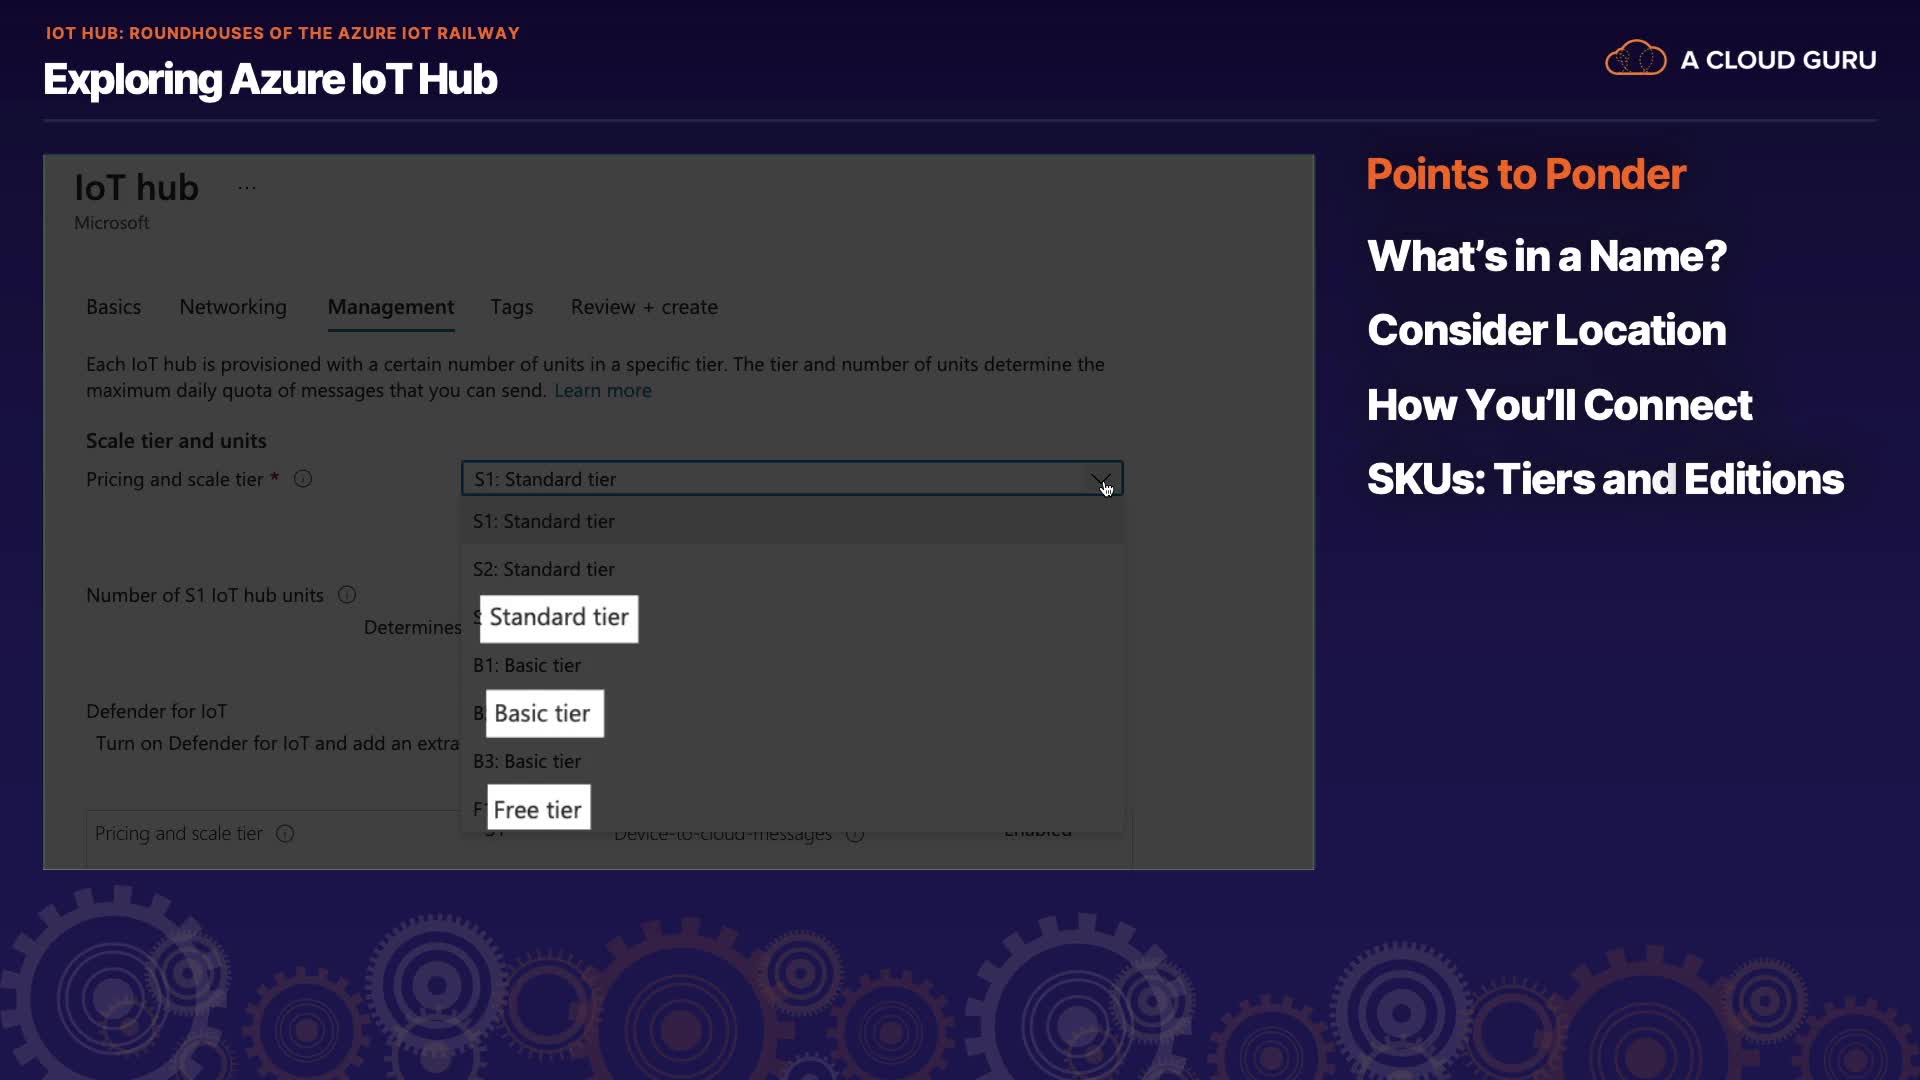 IOT HUB: ROUNDHOUSES OF THE AZURE IOT RAILWAY
Exploring Azure IoT Hub
A CLOUD GURU
IoT hub ...
Microsoft
Basics Networking Management Tags Review + create
Each IoT hub is provisioned with a certain number of units in a specific tier. The tier and number of units determine the
maximum daily quota of messages that you can send. Learn more
Scale tier and units
Pricing and scale tier *
S1: Standard tier
S1: Standard tier
S2: Standard tier
Number of S1 IoT hub units
Standard tier
Determines
B1: Basic tier
Defender for IoT
Basic tier
Turn on Defender for IoT and add an extra
B3: Basic tier
Free tier
Pricing and scale tier
Device-to-cloud-messages
Enabled
Points to Ponder
What's in a Name?
Consider Location
How You'll Connect
SKUs: Tiers and Editions